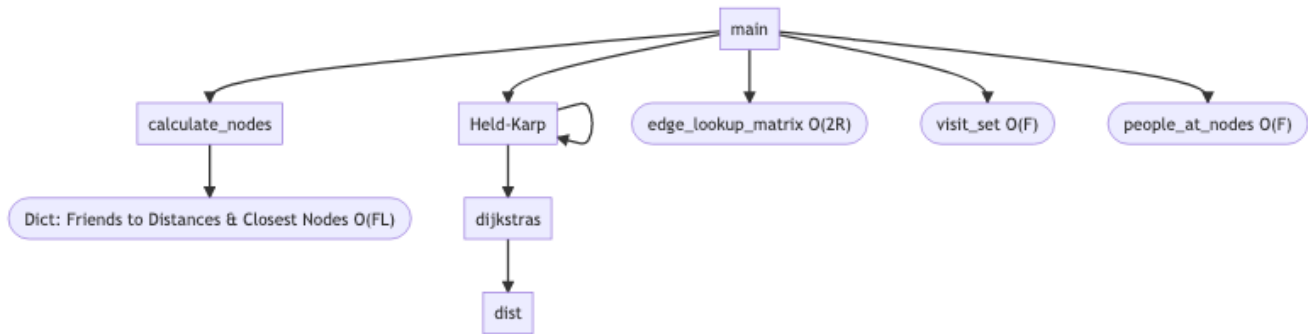 main
calculate_nodes
Held-Karp
edge_lookup_matrix O(2R)
visit_set O(F)
people_at_nodes O(F)
Dict: Friends to Distances & Closest Nodes O(FL)
dijkstras
dist